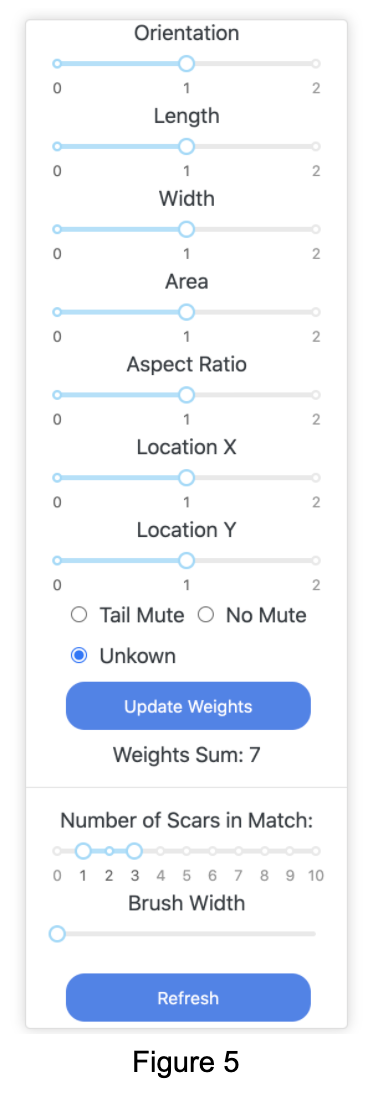 Orientation
0 1 2
Length
0 1 2
Width
0 1 2
Area
0 1 2
Aspect Ratio
0 1 2
Location X
0 1 2
Location Y
0 1 2
Tail Mute No Mute
Unkown
Update Weights
Weights Sum: 7
Number of Scars in Match:
0 1 2 3 4 5 6 7 8 9 10
Brush Width
Refresh
Figure 5